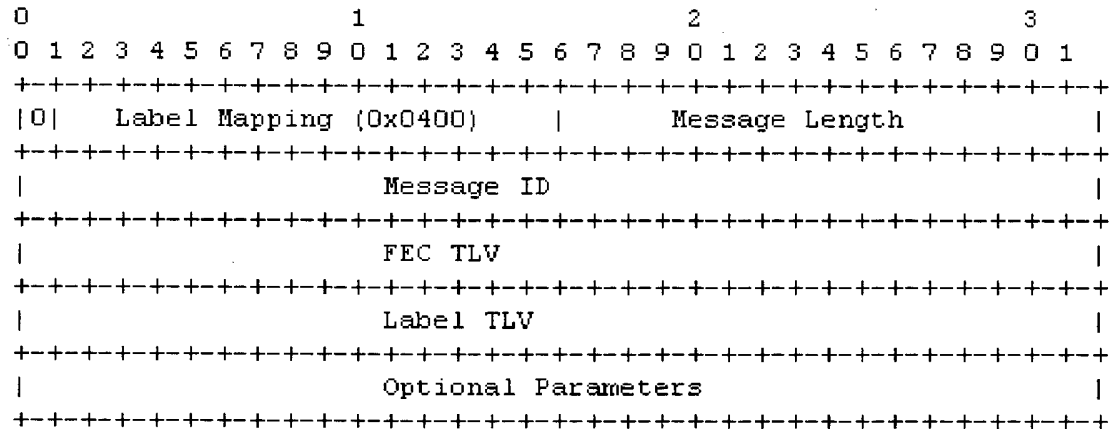 0                   1                   2                   3
0 1 2 3 4 5 6 7 8 9 0 1 2 3 4 5 6 7 8 9 0 1 2 3 4 5 6 7 8 9 0 1
+-+-+-+-+-+-+-+-+-+-+-+-+-+-+-+-+-+-+-+-+-+-+-+-+-+-+-+-+-+-+-+-+
|0|   Label Mapping (0x0400)    |      Message Length           |
+-+-+-+-+-+-+-+-+-+-+-+-+-+-+-+-+-+-+-+-+-+-+-+-+-+-+-+-+-+-+-+-+
|                     Message ID                                |
+-+-+-+-+-+-+-+-+-+-+-+-+-+-+-+-+-+-+-+-+-+-+-+-+-+-+-+-+-+-+-+-+
|                     FEC TLV                                   |
+-+-+-+-+-+-+-+-+-+-+-+-+-+-+-+-+-+-+-+-+-+-+-+-+-+-+-+-+-+-+-+-+
|                     Label TLV                                 |
+-+-+-+-+-+-+-+-+-+-+-+-+-+-+-+-+-+-+-+-+-+-+-+-+-+-+-+-+-+-+-+-+
|                     Optional Parameters                       |
+-+-+-+-+-+-+-+-+-+-+-+-+-+-+-+-+-+-+-+-+-+-+-+-+-+-+-+-+-+-+-+-+